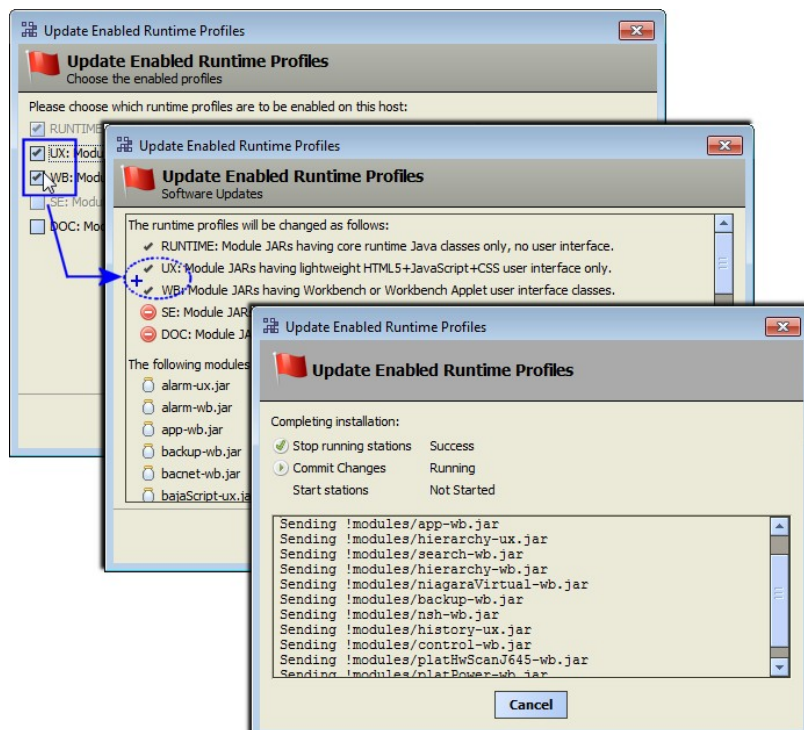 Update Enabled Runtime Profiles
Update Enabled Runtime Profiles
Choose the enabled profiles
Please choose which runtime profiles are to be enabled on this host:
RUNTIME
UX: Modu
WB: Modu
SE: Modu
DOC: Mo
Update Enabled Runtime Profiles
Update Enabled Runtime Profiles
Software Updates
The runtime profiles will be changed as follows:
RUNTIME: Module JARs having core runtime Java classes only, no user interface.
UX: Module JARs having lightweight HTML5+JavaScript+CSS user interface only.
WB: Module JARs having Workbench or Workbench Applet user interface classes.
SE: Module JAR
DOC: Module JA
The following modules
alarm-ux.jar
alarm-wb.jar
app-wb.jar
backup-wb.jar
bacnet-wb.jar
bajaScript-ux.ja
Update Enabled Runtime Profiles
Update Enabled Runtime Profiles
Completing installation:
Stop running stations Success
Commit Changes Running
Start stations Not Started
Sending !modules/app-wb.jar
Sending !modules/hierarchy-ux.jar
Sending !modules/search-wb.jar
Sending !modules/hierarchy-wb.jar
Sending !modules/niagaraVirtual-wb.jar
Sending !modules/backup-wb.jar
Sending !modules/nsh-wb.jar
Sending !modules/history-ux.jar
Sending !modules/control-wb.jar
Sending !modules/platHwScanJ645-wb.jar
Sending !modules/platPower-wb.jar
Cancel